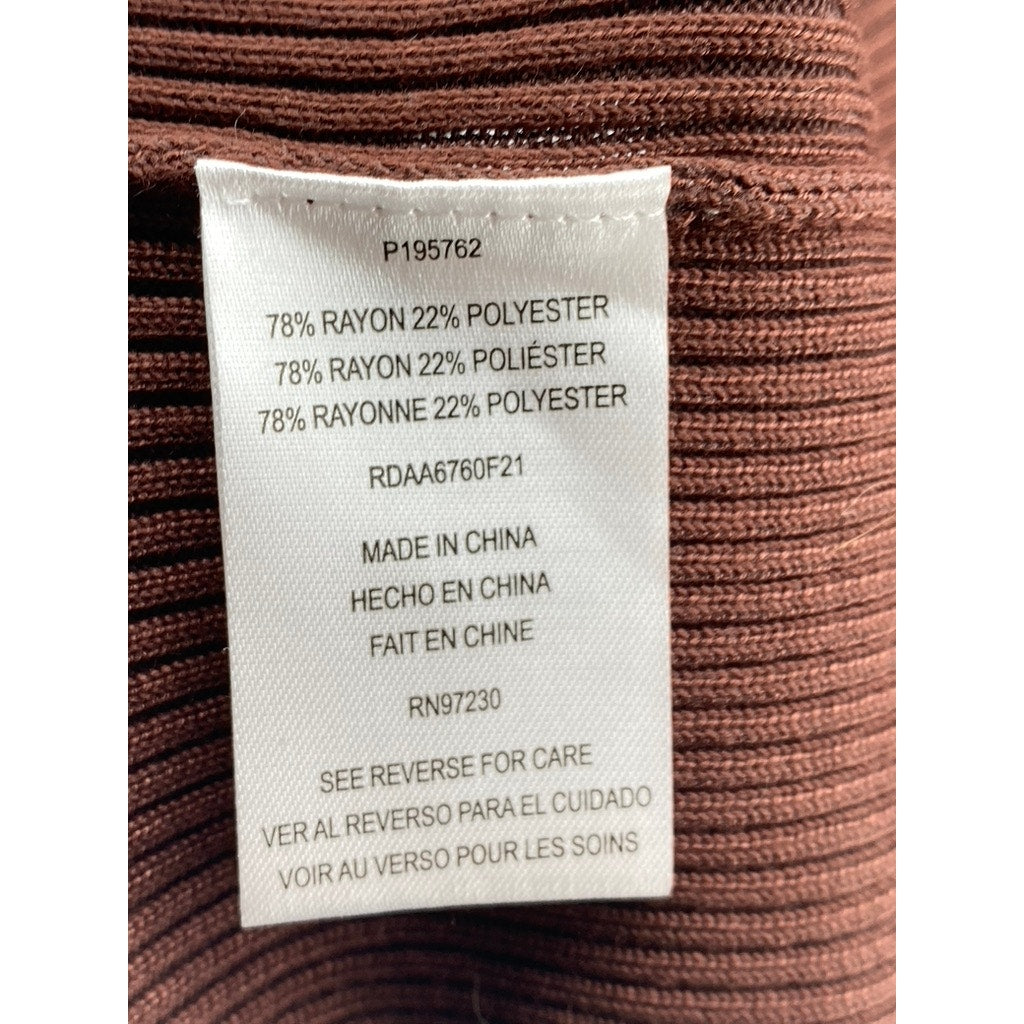 P195762
78% RAYON 22% POLYESTER
78% RAYON 22% POLIÉSTER
78% RAYONNE 22% POLYESTER
RDAA6760F21
MADE IN CHINA
HECHO EN CHINA
FAIT EN CHINE
RN97230
SEE REVERSE FOR CARE
VER AL REVERSO PARA EL CUIDADO
VOIR AU VERSO POUR LES SOINS